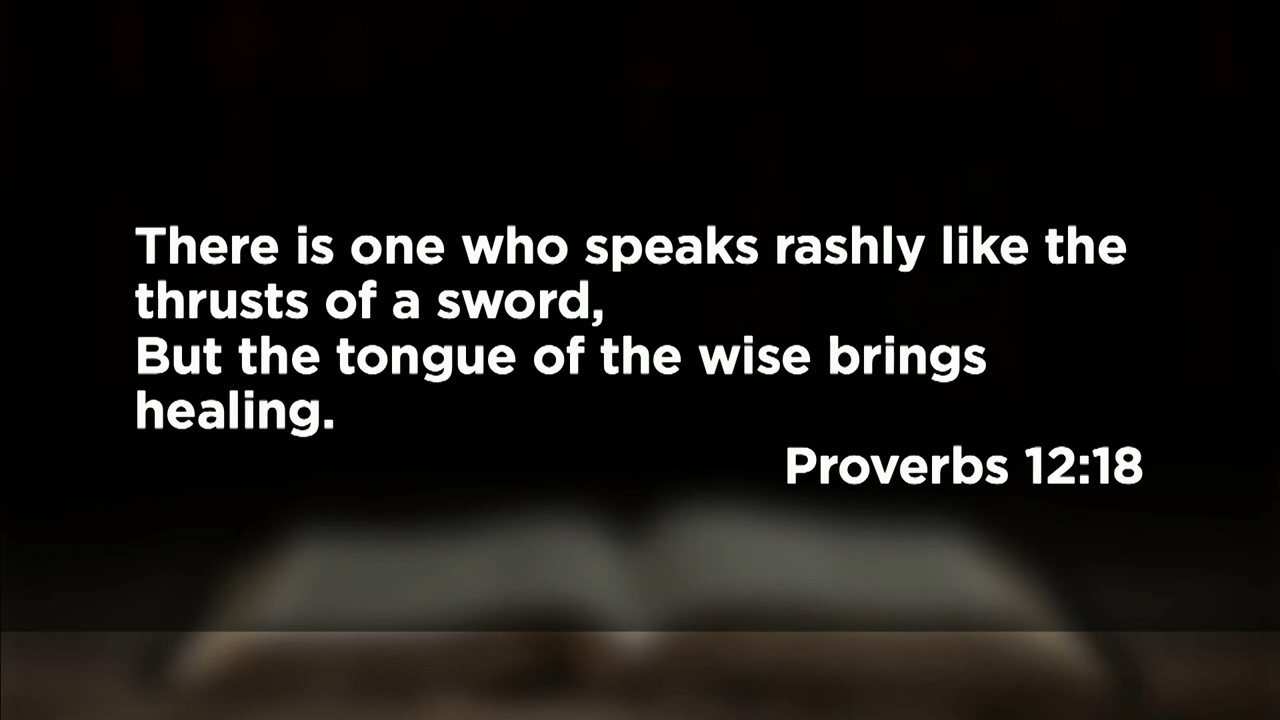 There is one who speaks rashly like the
thrusts of a sword,
But the tongue of the wise brings
healing.
Proverbs 12:18